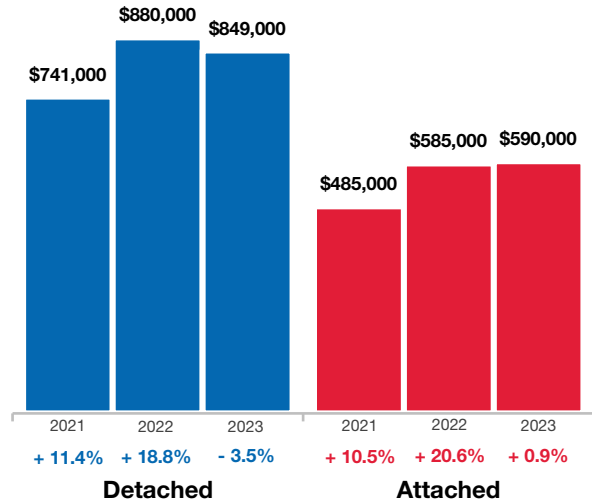 $741,000
$880,000
$849,000
$485,000
$585,000
$590,000
2021 2022 2023 2021 2022 2023
+ 11.4% + 18.8% - 3.5% + 10.5% + 20.6% + 0.9%
Detached Attached